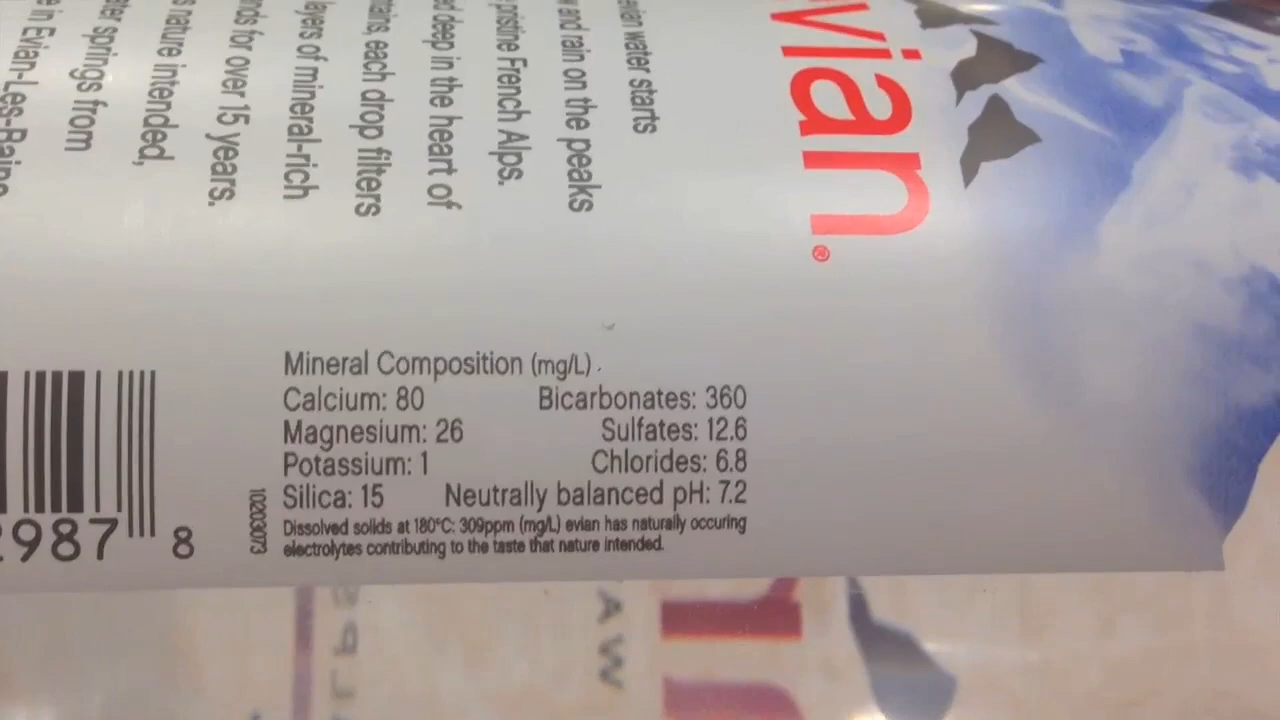 vian®
evian water starts
and rain on the peaks
pristine French Alps.
deep in the heart of
each drop filters
layers of mineral-rich
for over 15 years.
nature intended,
springs from
in Evian-Les-Bains
Mineral Composition (mg/L)
Calcium: 80 Bicarbonates: 360
Magnesium: 26 Sulfates: 12.6
Potassium: 1 Chlorides: 6.8
Silica: 15 Neutrally balanced pH: 7.2
Dissolved solids at 180°C: 309ppm (mg/L) evian has naturally occuring
electrolytes contributing to the taste that nature intended.
10203073
987 8